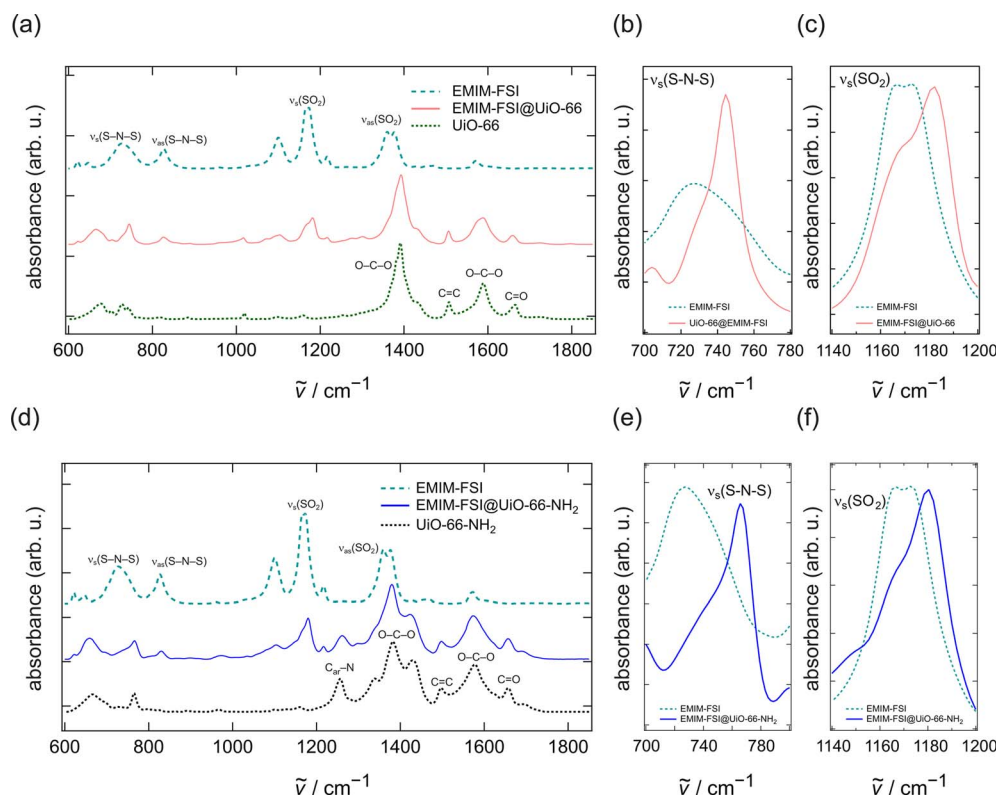 (a)
(b)
(c)
absorbance (arb. u.)
νs(S–N–S)
νas(S–N–S)
νs(SO2)
νas(SO2)
EMIM-FSI
EMIM-FSI@UiO-66
UiO-66
O–C–O
C=C
O–C–O
C=O
600 800 1000 1200 1400 1600 1800
ṽ / cm–1
absorbance (arb. u.)
νs(S-N-S)
EMIM-FSI
UiO-66@EMIM-FSI
700 720 740 760 780
ṽ / cm–1
absorbance (arb. u.)
νs(SO2)
EMIM-FSI
EMIM-FSI@UiO-66
1140 1160 1180 1200
ṽ / cm–1
(d)
(e)
(f)
absorbance (arb. u.)
νs(S–N–S)
νas(S–N–S)
νs(SO2)
νas(SO2)
EMIM-FSI
EMIM-FSI@UiO-66-NH2
UiO-66-NH2
Car–N
O–C–O
C=C
O–C–O
C=O
600 800 1000 1200 1400 1600 1800
ṽ / cm–1
absorbance (arb. u.)
νs(S-N-S)
EMIM-FSI
EMIM-FSI@UiO-66-NH2
700 740 780
ṽ / cm–1
absorbance (arb. u.)
νs(SO2)
EMIM-FSI
EMIM-FSI@UiO-66-NH2
1140 1160 1180 1200
ṽ / cm–1